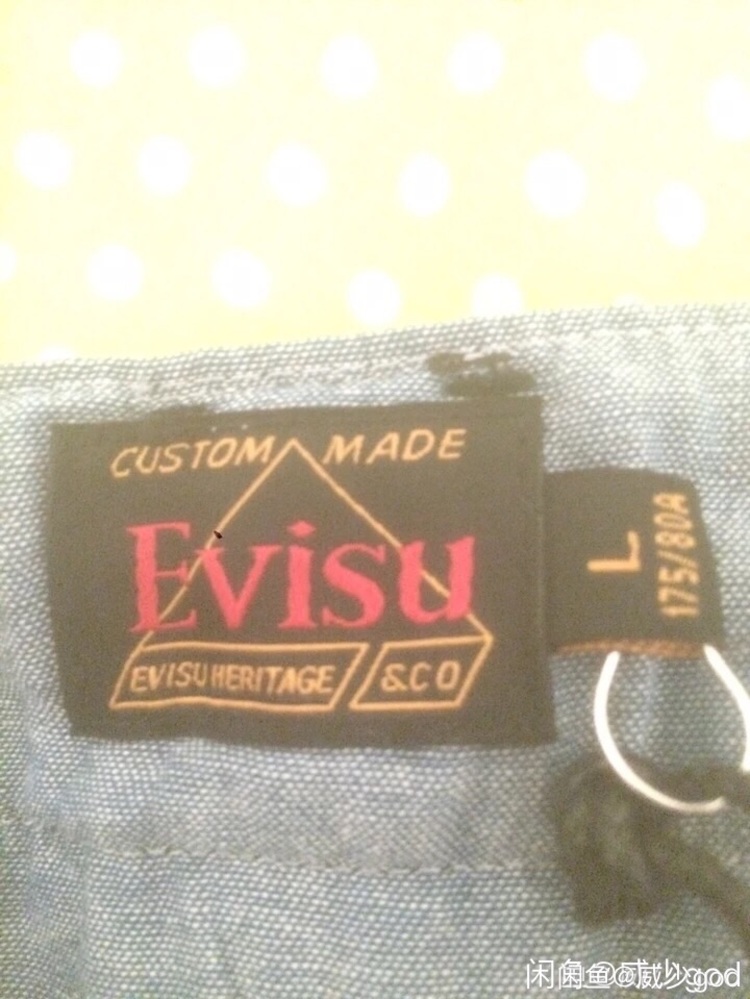 CUSTOM MADE
Evisu
EVISU HERITAGE &CO
L
175/80A
闲鱼@威少god